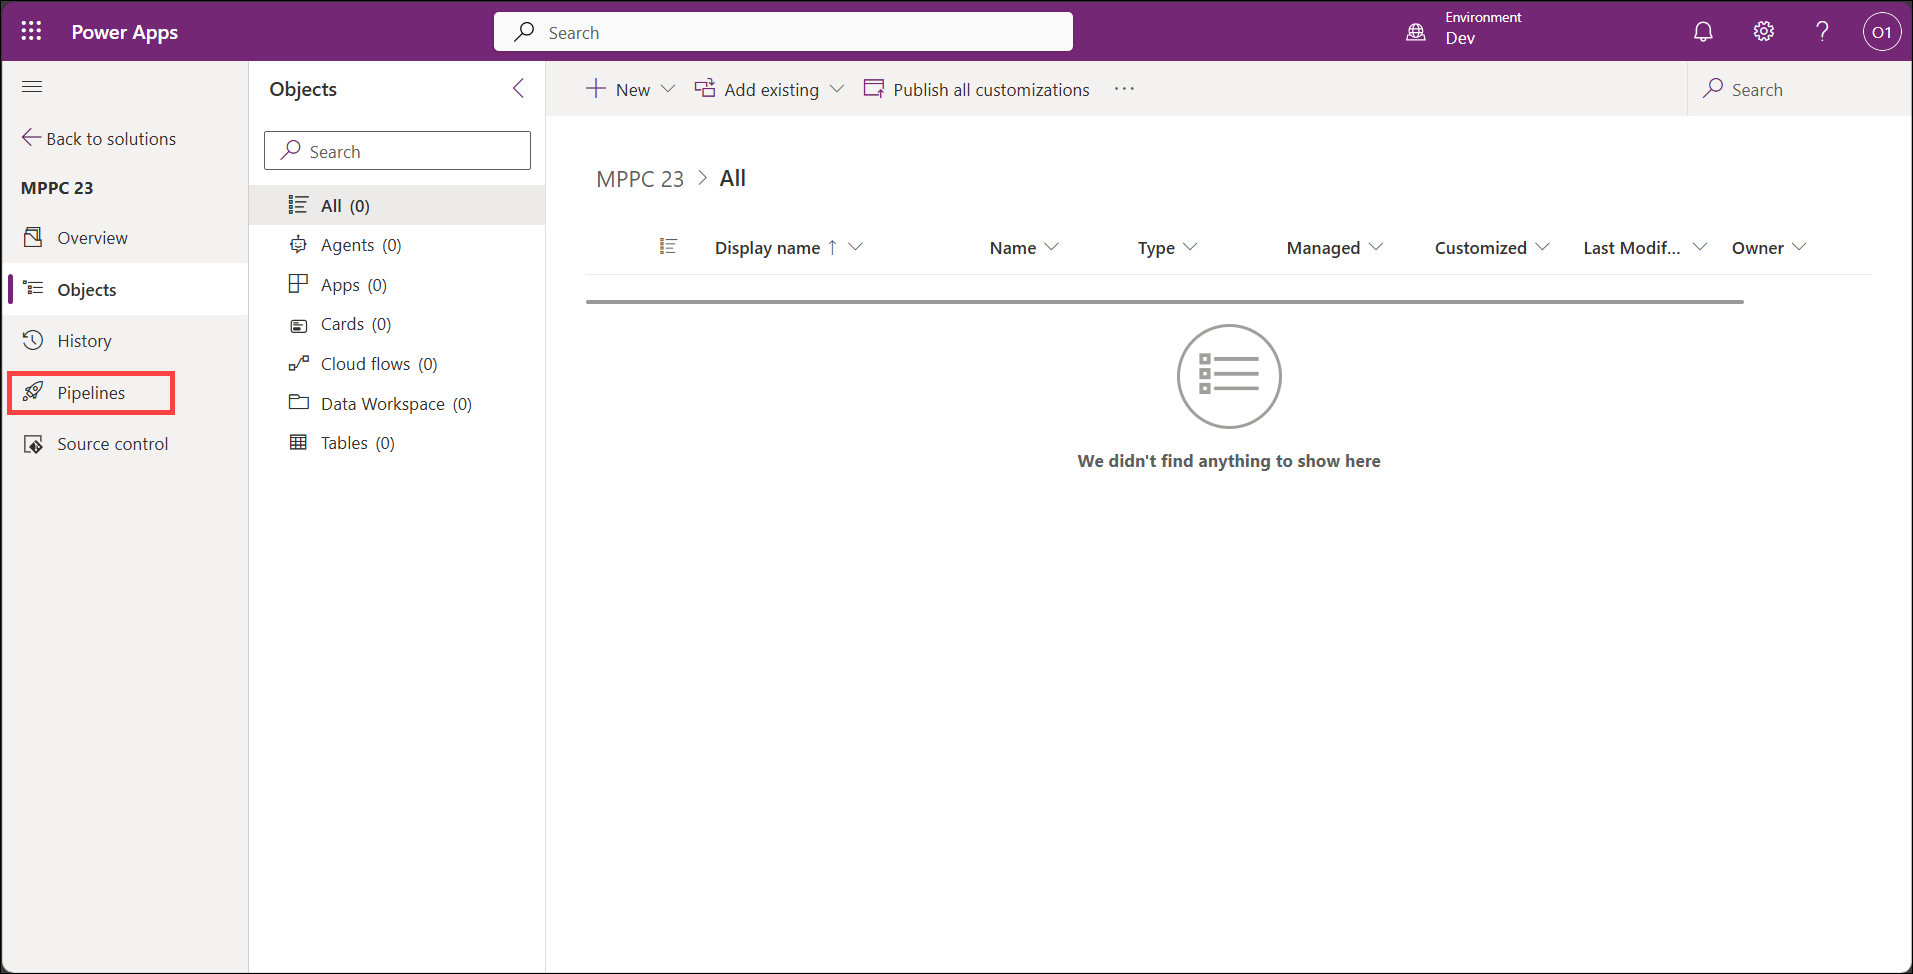 Power Apps
Search
Environment
Dev
?
O1
Back to solutions
MPPC 23
Overview
Objects
History
Pipelines
Source control
Objects
Search
All (0)
Agents (0)
Apps (0)
Cards (0)
Cloud flows (0)
Data Workspace (0)
Tables (0)
New
Add existing
Publish all customizations
...
Search
MPPC 23 > All
Display name ↑ Name Type Managed Customized Last Modif... Owner
We didn't find anything to show here